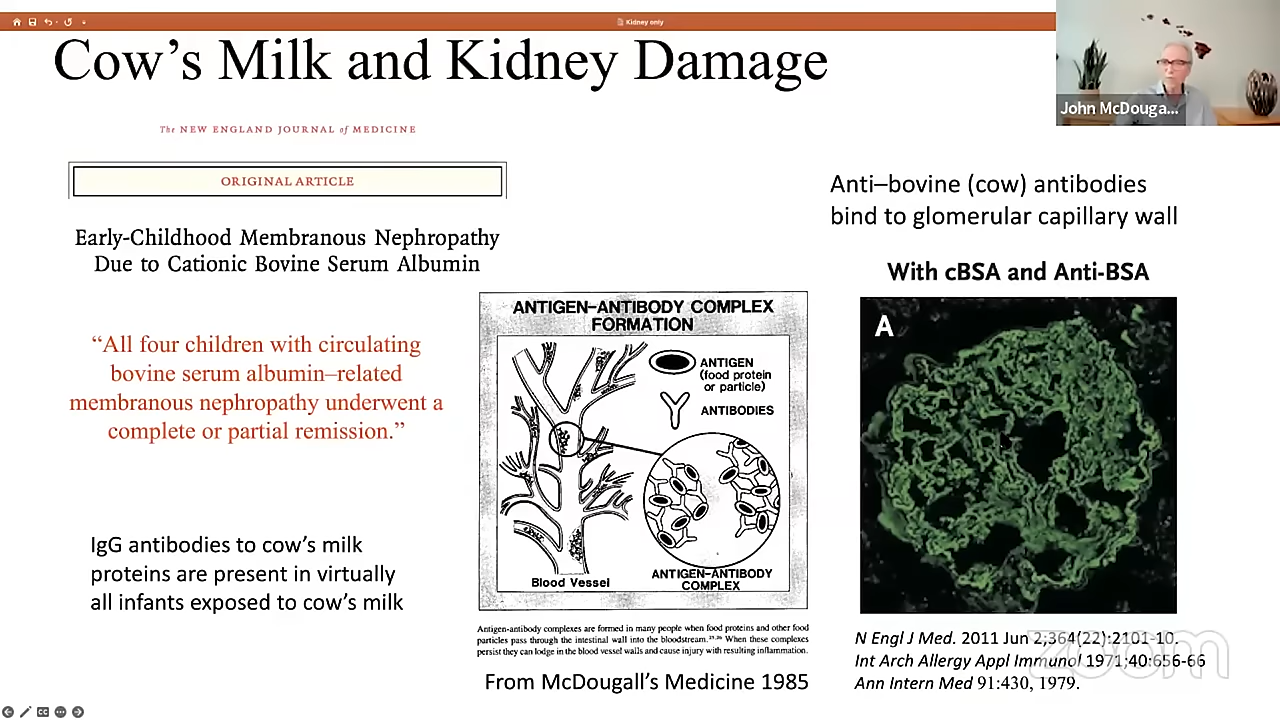 Kidney only
Cow’s Milk and Kidney Damage
John McDouga...
The NEW ENGLAND JOURNAL of MEDICINE
ORIGINAL ARTICLE
Early-Childhood Membranous Nephropathy
Due to Cationic Bovine Serum Albumin
“All four children with circulating
bovine serum albumin–related
membranous nephropathy underwent a
complete or partial remission.”
IgG antibodies to cow’s milk
proteins are present in virtually
all infants exposed to cow’s milk
ANTIGEN–ANTIBODY COMPLEX
FORMATION
ANTIGEN
(food protein
or particle)
ANTIBODIES
Blood Vessel
ANTIGEN–ANTIBODY
COMPLEX
Antigen-antibody complexes are formed in many people when food proteins and other food
particles pass through the intestinal wall into the bloodstream. When these complexes
persist they can lodge in the blood vessel walls and cause injury with resulting inflammation.
From McDougall’s Medicine 1985
Anti–bovine (cow) antibodies
bind to glomerular capillary wall
With cBSA and Anti-BSA
A
N Engl J Med. 2011 Jun 2;364(22):2101-10.
Int Arch Allergy Appl Immunol 1971;40:656-66
Ann Intern Med 91:430, 1979.
zoom